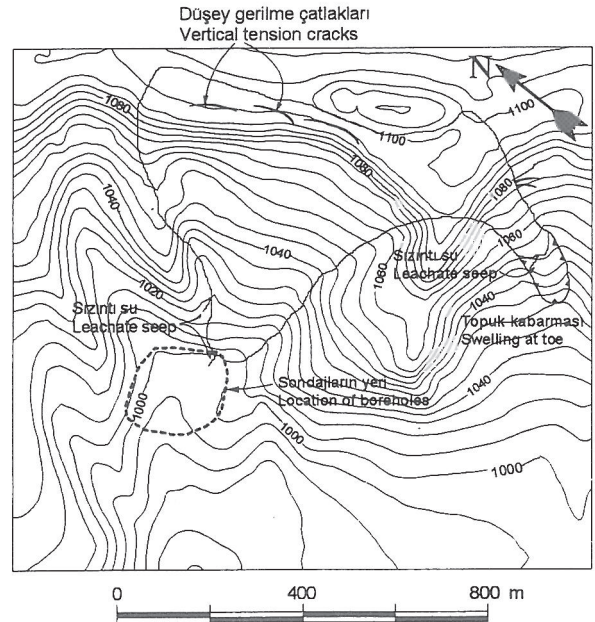 Düşey gerilme çatlakları
Vertical tension cracks
N
1100
1080
1100
1080
1080
1040
1040
1060
1060
Sızıntı su
Leachate seep
1020
1040
Sızıntı su
Leachate seep
Topuk kabarması
Swelling at toe
1040
Sondajların yeri
Location of boreholes
1000
1000
1000
0 400 800 m